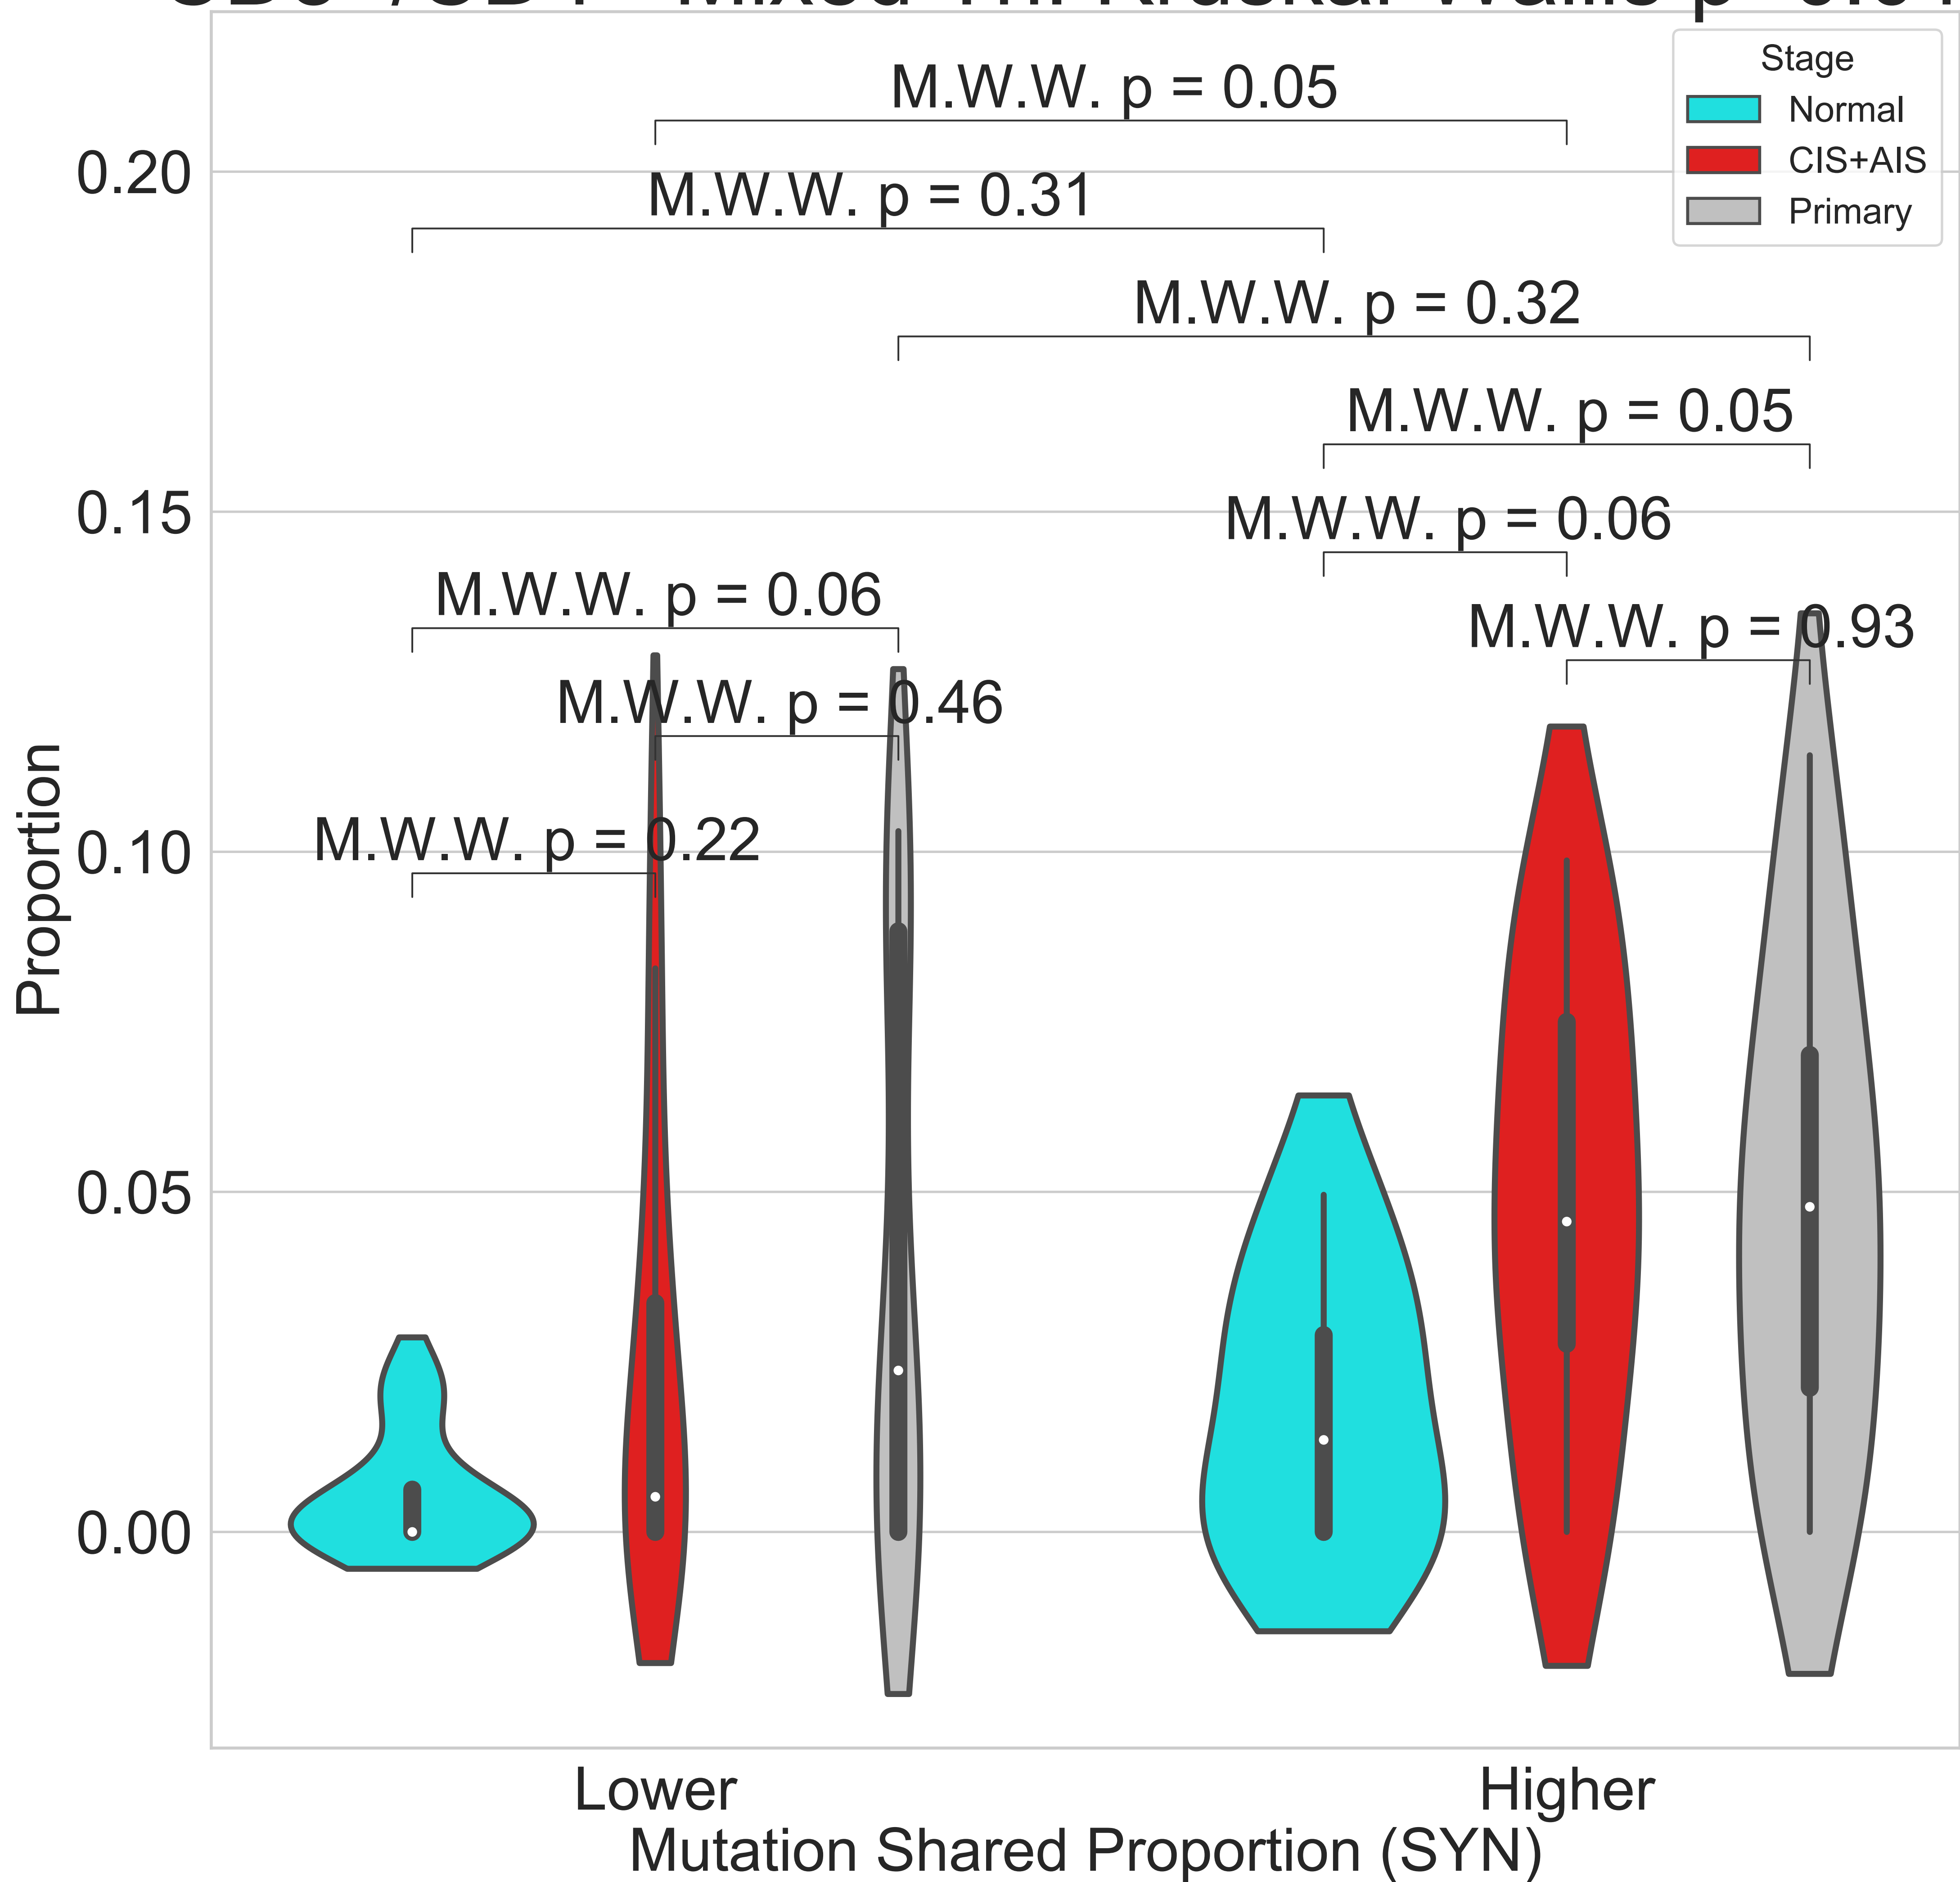 Stage
Normal
CIS+AIS
Primary
M.W.W. p = 0.05
M.W.W. p = 0.31
M.W.W. p = 0.32
M.W.W. p = 0.05
M.W.W. p = 0.06
M.W.W. p = 0.06
M.W.W. p = 0.93
M.W.W. p = 0.46
M.W.W. p = 0.22
0.20
0.15
0.10
0.05
0.00
Proportion
Lower
Higher
Mutation Shared Proportion (SYN)